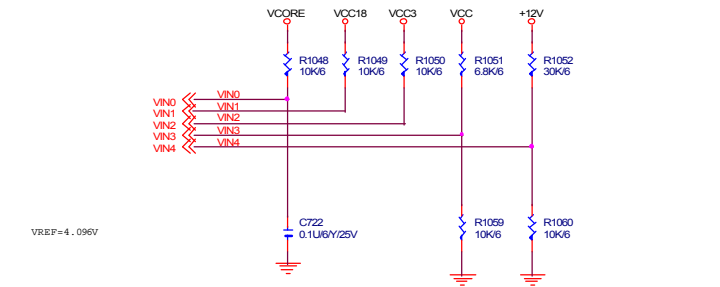 VCORE VCC18 VCC3 VCC +12V
R1048 R1049 R1050 R1051 R1052
10K/6 10K/6 10K/6 6.8K/6 30K/6
VIN0 VIN0
VIN1 VIN1
VIN2 VIN2
VIN3 VIN3
VIN4 VIN4
C722 R1059 R1060
0.1U/6/Y/25V 10K/6 10K/6
VREF=4.096V